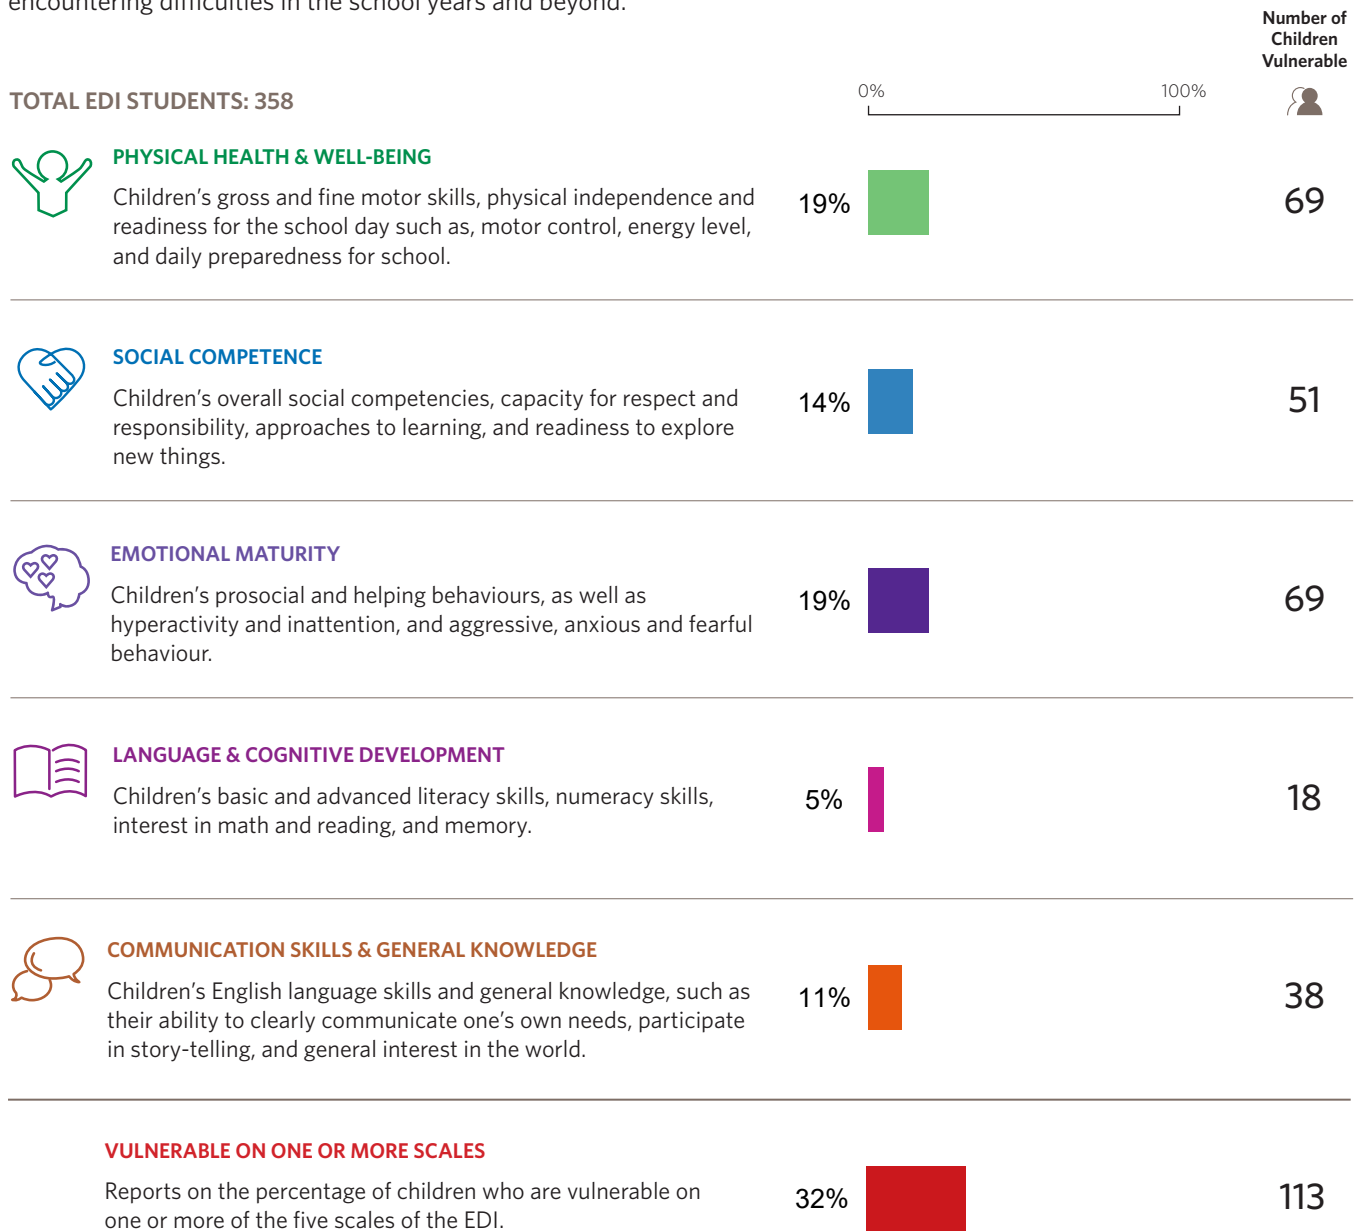 encountering difficulties in the school years and beyond.
Number of
Children
Vulnerable
TOTAL EDI STUDENTS: 358
0%
100%
PHYSICAL HEALTH & WELL-BEING
Children’s gross and fine motor skills, physical independence and
readiness for the school day such as, motor control, energy level,
and daily preparedness for school.
19%
69
SOCIAL COMPETENCE
Children’s overall social competencies, capacity for respect and
responsibility, approaches to learning, and readiness to explore
new things.
14%
51
EMOTIONAL MATURITY
Children’s prosocial and helping behaviours, as well as
hyperactivity and inattention, and aggressive, anxious and fearful
behaviour.
19%
69
LANGUAGE & COGNITIVE DEVELOPMENT
Children’s basic and advanced literacy skills, numeracy skills,
interest in math and reading, and memory.
5%
18
COMMUNICATION SKILLS & GENERAL KNOWLEDGE
Children’s English language skills and general knowledge, such as
their ability to clearly communicate one’s own needs, participate
in story-telling, and general interest in the world.
11%
38
VULNERABLE ON ONE OR MORE SCALES
Reports on the percentage of children who are vulnerable on
one or more of the five scales of the EDI.
32%
113